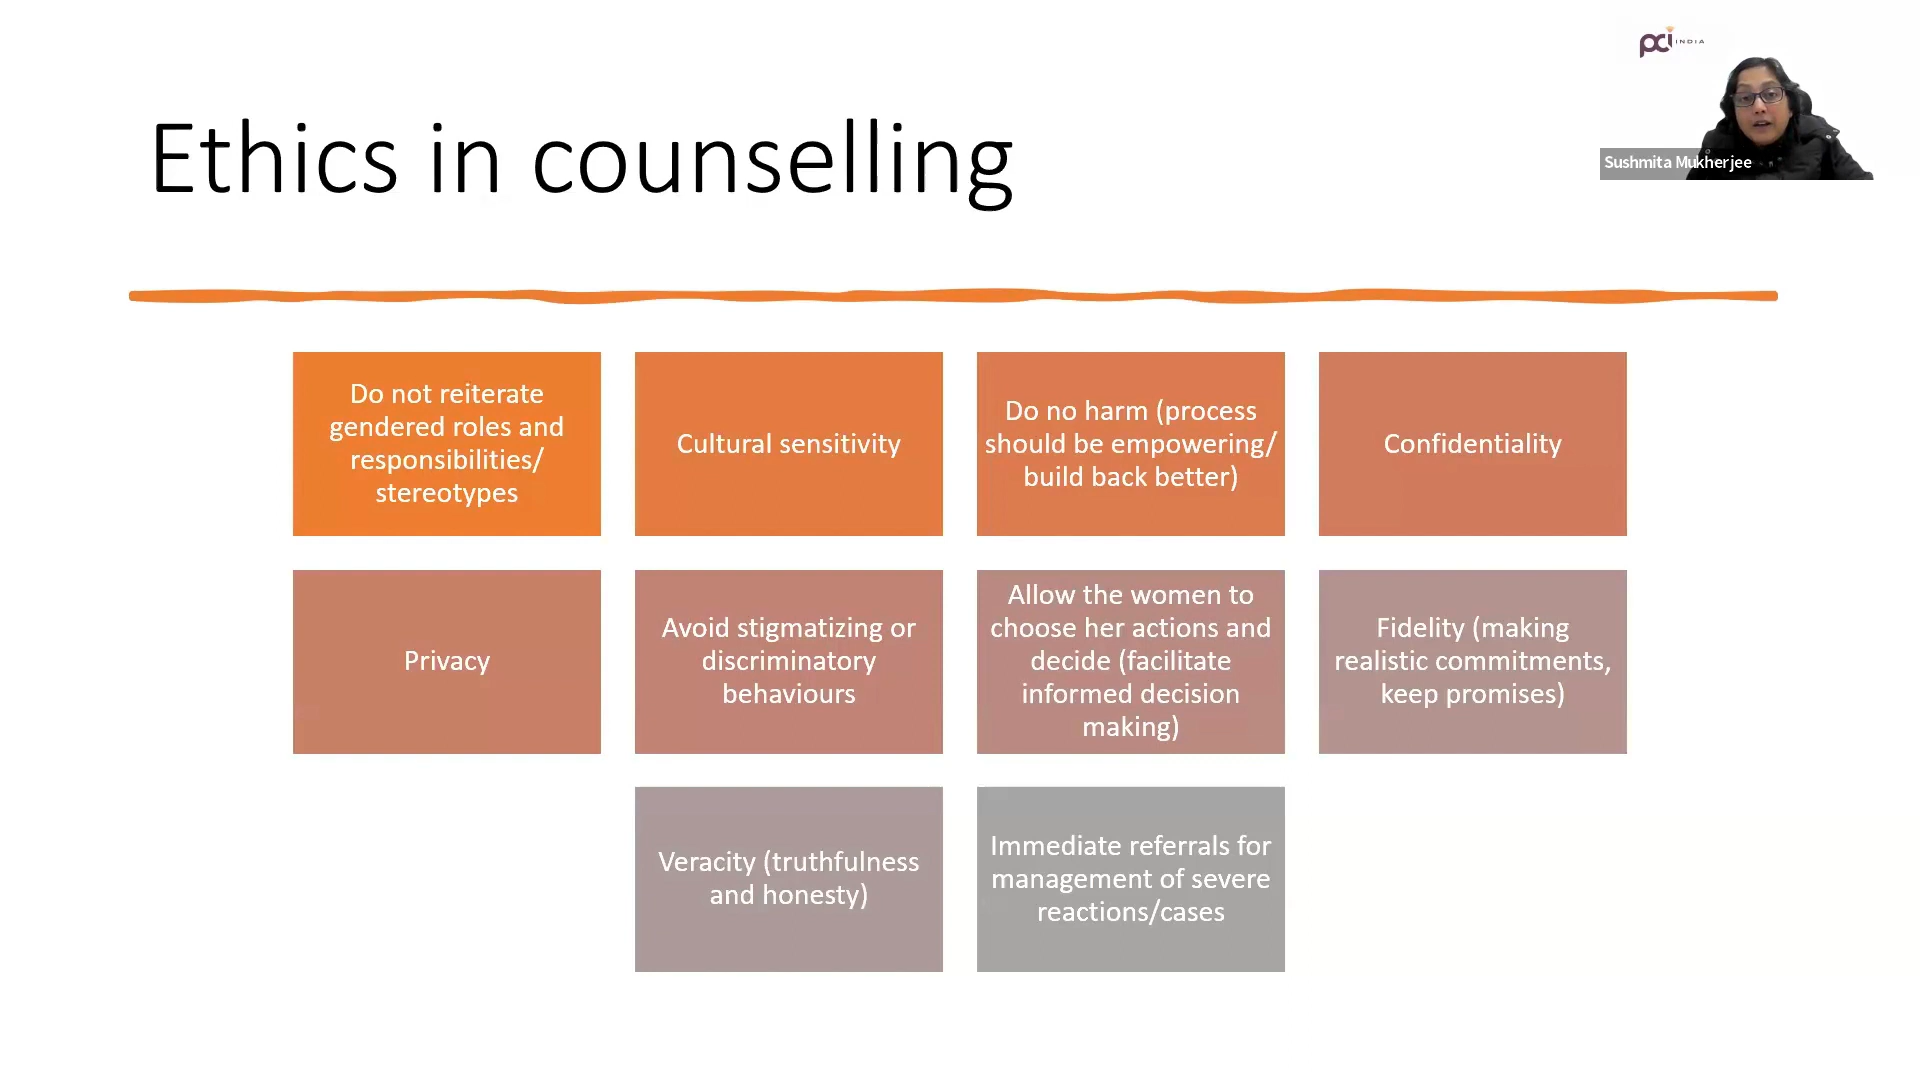 pci INDIA
Sushmita Mukherjee
Ethics in counselling
Do not reiterate
gendered roles and
responsibilities/
stereotypes
Cultural sensitivity
Do no harm (process
should be empowering/
build back better)
Confidentiality
Privacy
Avoid stigmatizing or
discriminatory
behaviours
Allow the women to
choose her actions and
decide (facilitate
informed decision
making)
Fidelity (making
realistic commitments,
keep promises)
Veracity (truthfulness
and honesty)
Immediate referrals for
management of severe
reactions/cases